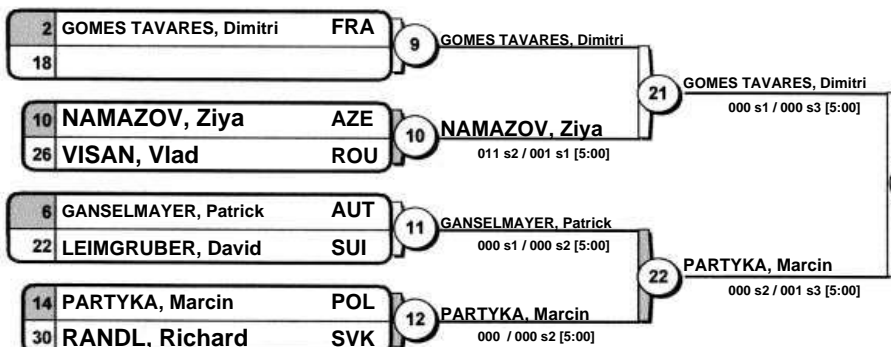 2 GOMES TAVARES, Dimitri FRA
18
9
GOMES TAVARES, Dimitri
10 NAMAZOV, Ziya AZE
26 VISAN, Vlad ROU
10
NAMAZOV, Ziya
011 s2 / 001 s1 [5:00]
21
GOMES TAVARES, Dimitri
000 s1 / 000 s3 [5:00]
6 GANSELMAYER, Patrick AUT
22 LEIMGRUBER, David SUI
11
GANSELMAYER, Patrick
000 s1 / 000 s2 [5:00]
14 PARTYKA, Marcin POL
30 RANDL, Richard SVK
12
PARTYKA, Marcin
000 / 000 s2 [5:00]
22
PARTYKA, Marcin
000 s2 / 001 s3 [5:00]